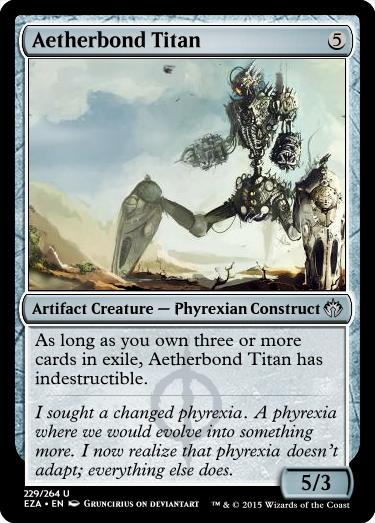 Aetherbond Titan 5
Artifact Creature — Phyrexian Construct
As long as you own three or more
cards in exile, Aetherbond Titan has
indestructible.
I sought a changed phyrexia. A phyrexia
where we would evolve into something
more. I now realize that phyrexia doesn't
adapt; everything else does.
5/3
229/264 U
EZA • EN Gruncirius on deviantart ™ & © 2015 Wizards of the Coast